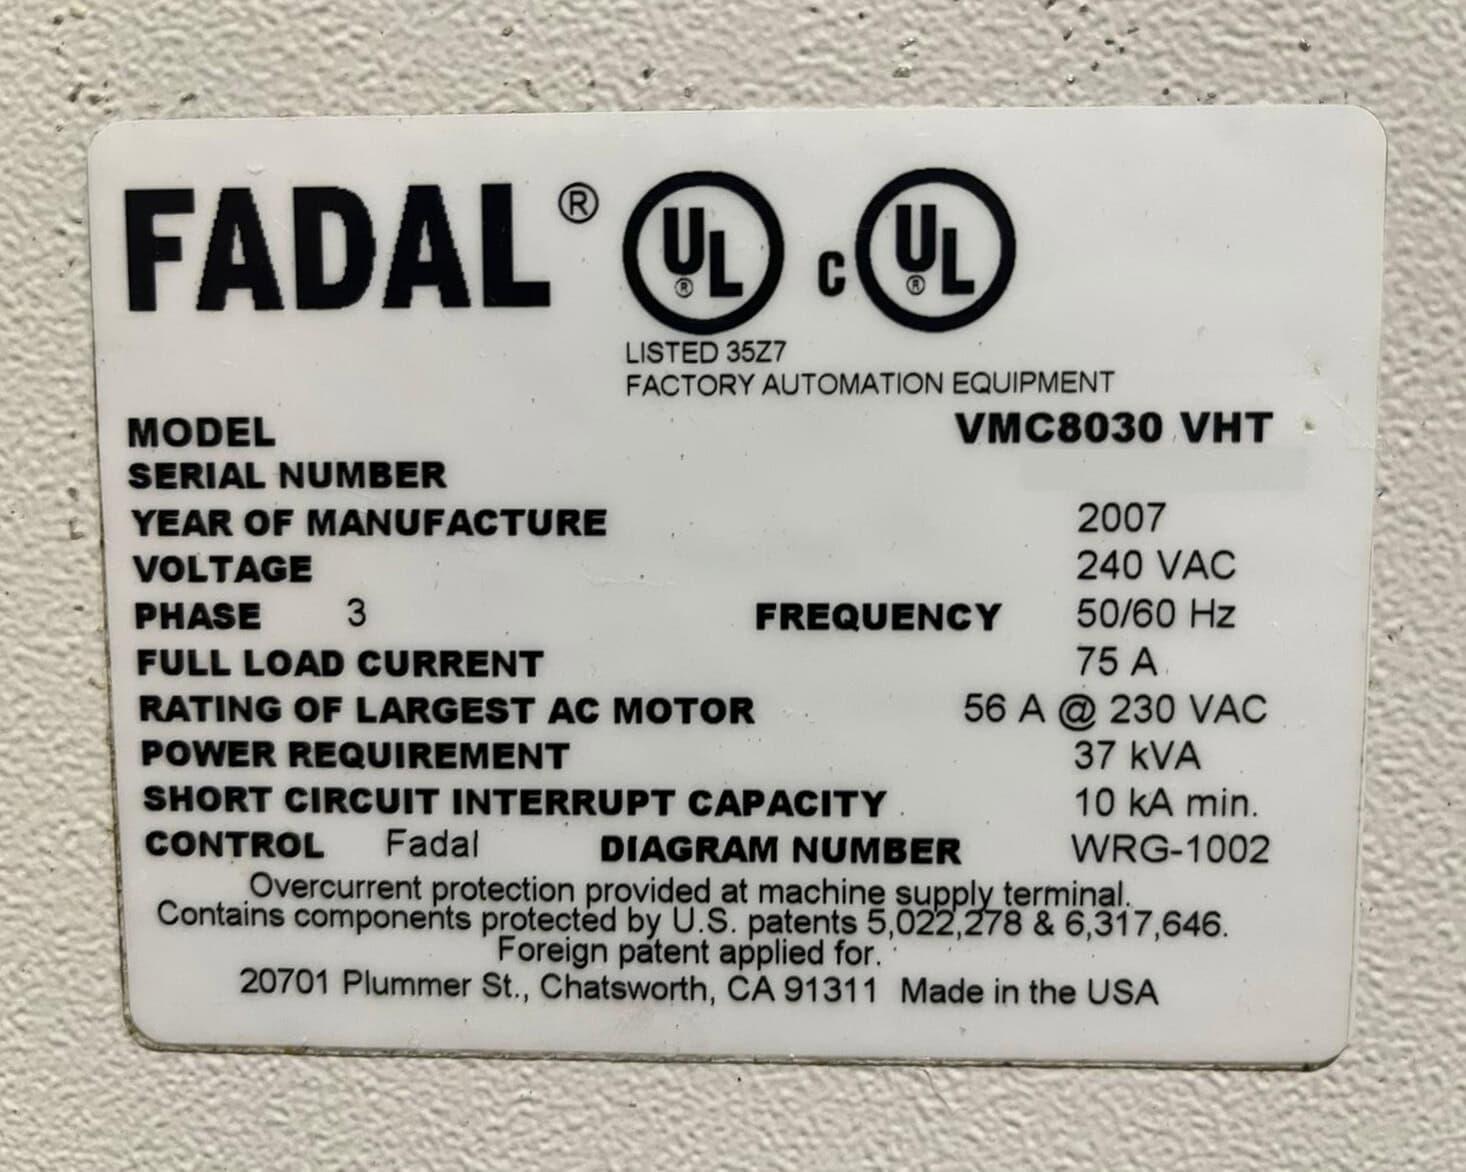 FADAL® UL® c UL®
LISTED 35Z7
FACTORY AUTOMATION EQUIPMENT
MODEL VMC8030 VHT
SERIAL NUMBER
YEAR OF MANUFACTURE 2007
VOLTAGE 240 VAC
PHASE 3 FREQUENCY 50/60 Hz
FULL LOAD CURRENT 75 A
RATING OF LARGEST AC MOTOR 56 A @ 230 VAC
POWER REQUIREMENT 37 kVA
SHORT CIRCUIT INTERRUPT CAPACITY 10 kA min.
CONTROL Fadal DIAGRAM NUMBER WRG-1002
Overcurrent protection provided at machine supply terminal.
Contains components protected by U.S. patents 5,022,278 & 6,317,646.
Foreign patent applied for.
20701 Plummer St., Chatsworth, CA 91311 Made in the USA